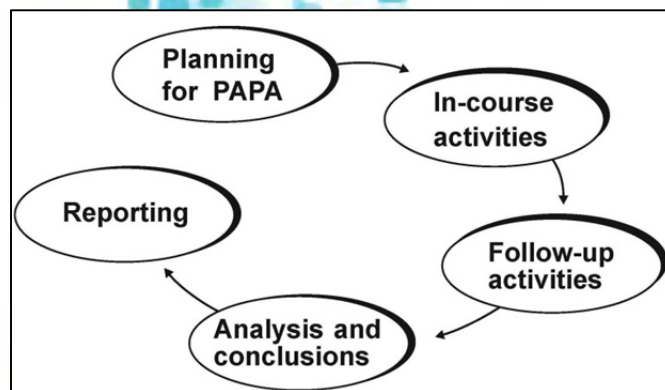 Planning
for PAPA
In-course
activities
Follow-up
activities
Analysis and
conclusions
Reporting